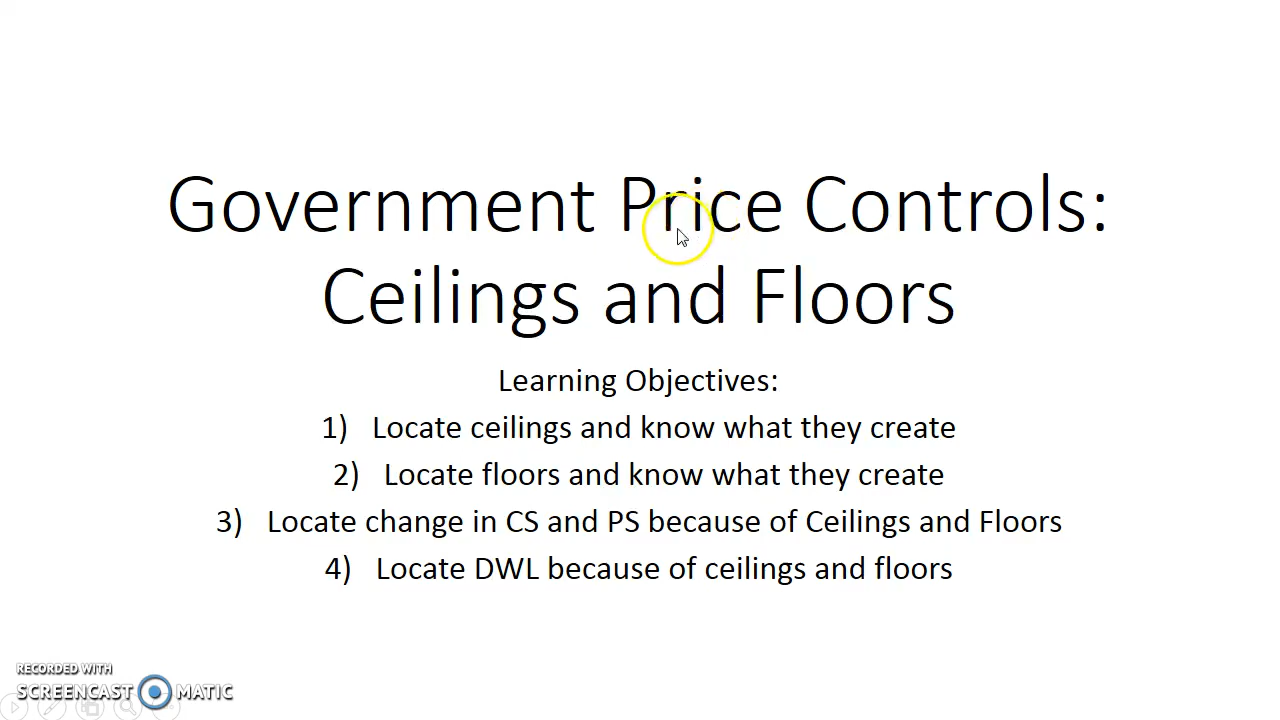 Government Price Controls:
Ceilings and Floors
Learning Objectives:
1) Locate ceilings and know what they create
2) Locate floors and know what they create
3) Locate change in CS and PS because of Ceilings and Floors
4) Locate DWL because of ceilings and floors
RECORDED WITH
SCREENCAST MATIC